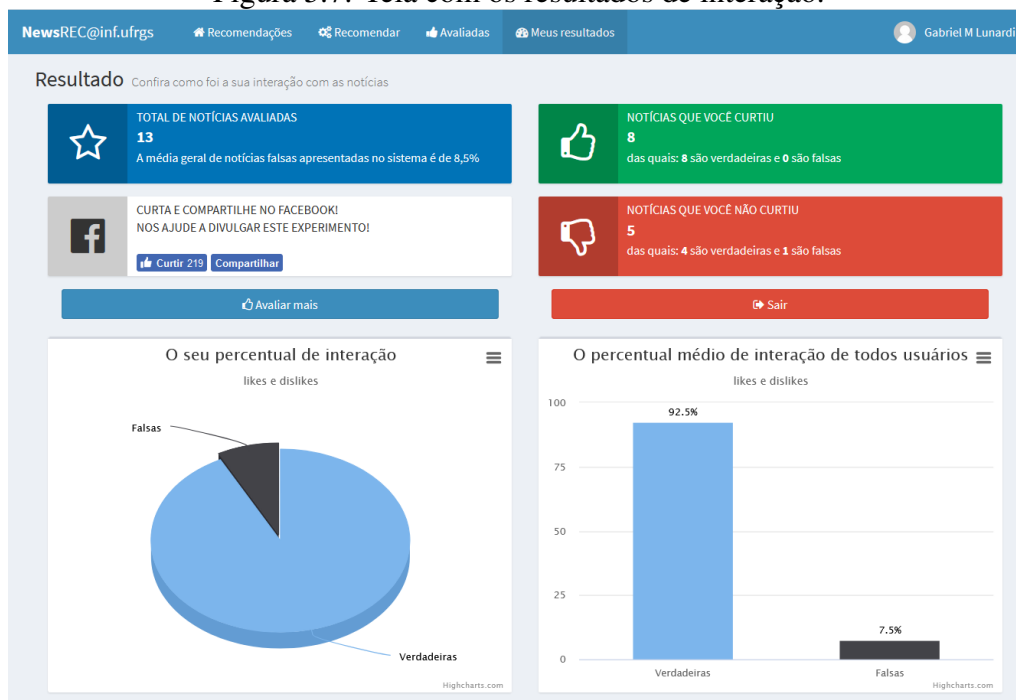 Figura 5.7: Tela com os resultados de interação.
NewsREC@inf.ufrgs Recomendações Recomendar Avaliadas Meus resultados Gabriel M Lunardi
Resultado Confira como foi a sua interação com as notícias
TOTAL DE NOTÍCIAS AVALIADAS
13
A média geral de notícias falsas apresentadas no sistema é de 8,5%
NOTÍCIAS QUE VOCÊ CURTIU
8
das quais: 8 são verdadeiras e 0 são falsas
CURTA E COMPARTILHE NO FACEBOOK!
NOS AJUDE A DIVULGAR ESTE EXPERIMENTO!
Curtir 219 Compartilhar
NOTÍCIAS QUE VOCÊ NÃO CURTIU
5
das quais: 4 são verdadeiras e 1 são falsas
Avaliar mais
Sair
O seu percentual de interação
likes e dislikes
Falsas
Verdadeiras
Highcharts.com
O percentual médio de interação de todos usuários
likes e dislikes
100
92.5%
75
50
25
7.5%
0
Verdadeiras Falsas
Highcharts.com